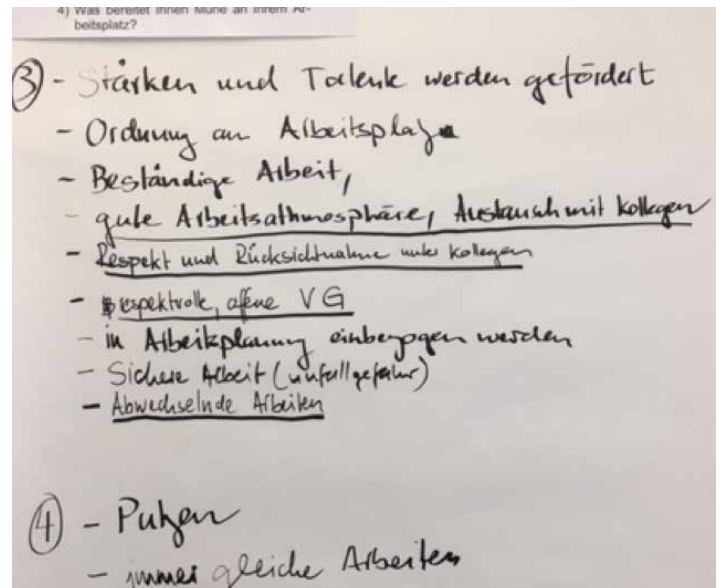 4) Was bereitet Ihnen Mühe an Ihrem Ar-
beitsplatz?
③ - Stärken und Talente werden gefördert
- Ordnung am Arbeitsplatz
- Beständige Arbeit,
- gute Arbeitsathmosphäre, Austausch mit Kollegen
- Respekt und Rücksichtnahme unter Kollegen
- Respektvolle, offene VG
- in Arbeitsplanung einbezogen werden
- Sichere Arbeit (unfallgefahr)
- Abwechselnde Arbeiten
④ - Putzen
- immer gleiche Arbeiten